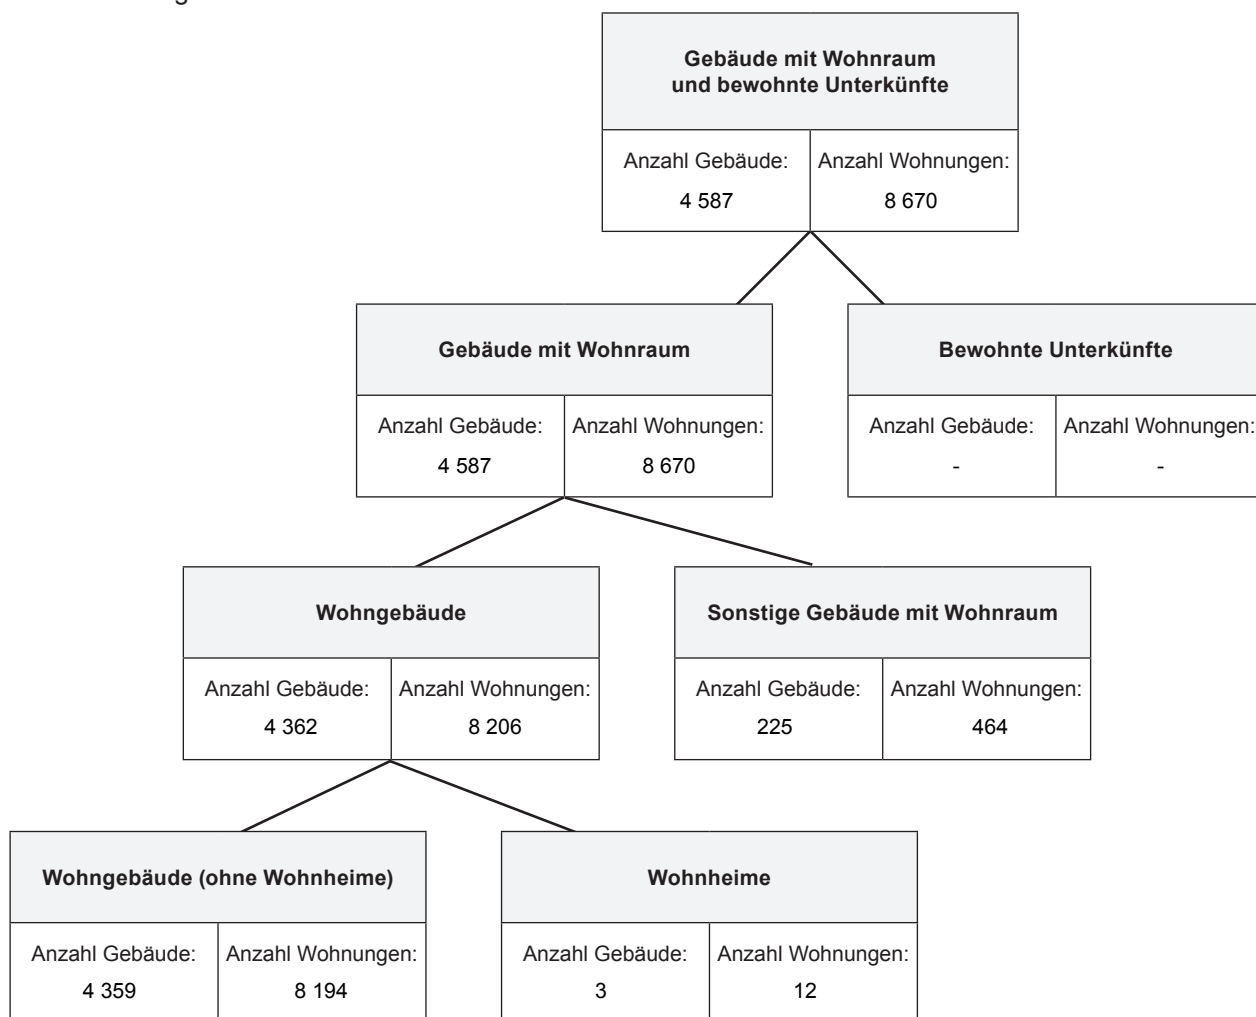 Gebäude mit Wohnraum
und bewohnte Unterkünfte
Anzahl Gebäude: Anzahl Wohnungen:
4 587 8 670
Gebäude mit Wohnraum Bewohnte Unterkünfte
Anzahl Gebäude: Anzahl Wohnungen: Anzahl Gebäude: Anzahl Wohnungen:
4 587 8 670 - -
Wohngebäude Sonstige Gebäude mit Wohnraum
Anzahl Gebäude: Anzahl Wohnungen: Anzahl Gebäude: Anzahl Wohnungen:
4 362 8 206 225 464
Wohngebäude (ohne Wohnheime) Wohnheime
Anzahl Gebäude: Anzahl Wohnungen: Anzahl Gebäude: Anzahl Wohnungen:
4 359 8 194 3 12